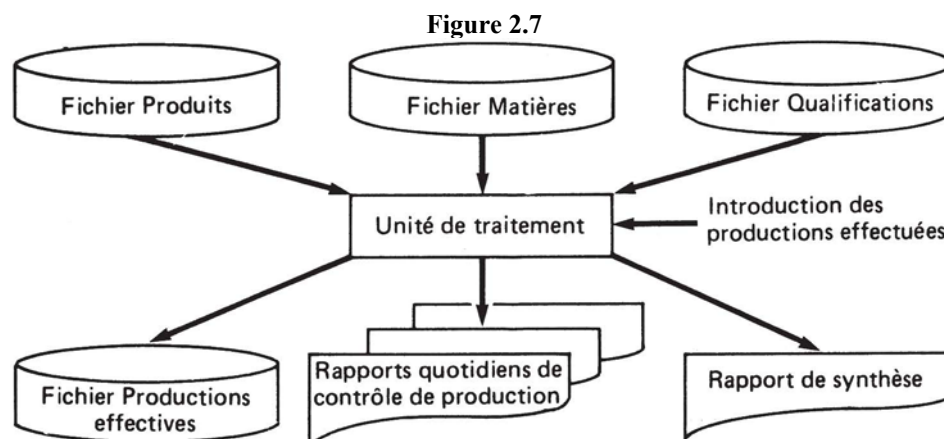 Figure 2.7
Fichier Produits
Fichier Matières
Fichier Qualifications
Unité de traitement
Introduction des
productions effectuées
Fichier Productions
effectives
Rapports quotidiens de
contrôle de production
Rapport de synthèse